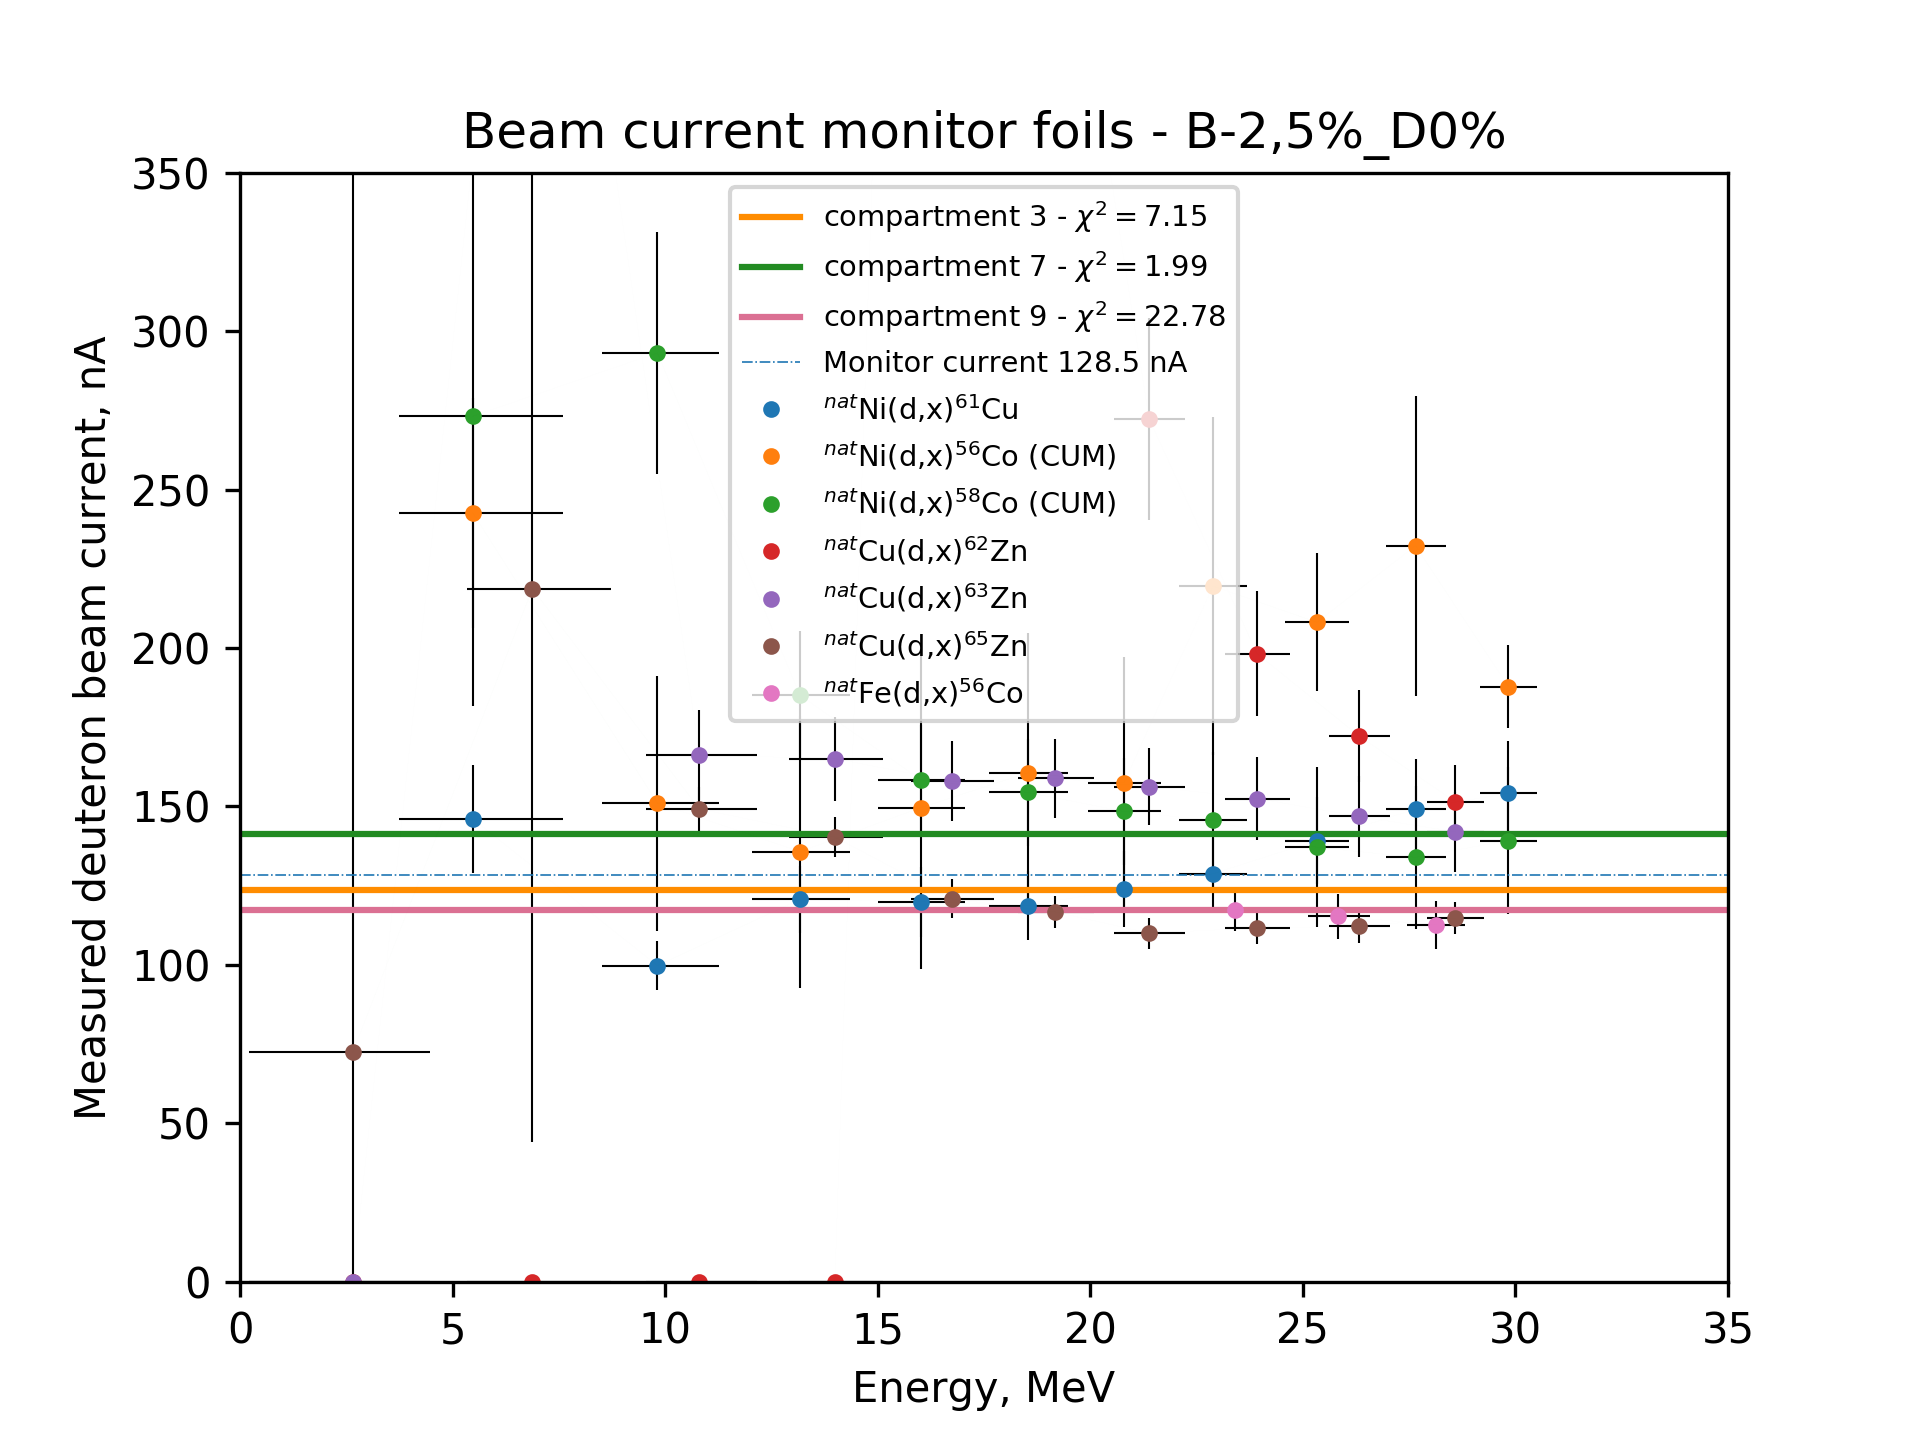 Beam current monitor foils - B-2,5%_D0%
350
300
250
200
150
100
50
0
Measured deuteron beam current, nA
compartment 3 - χ² = 7.15
compartment 7 - χ² = 1.99
compartment 9 - χ² = 22.78
Monitor current 128.5 nA
ⁿᵃᵗNi(d,x)⁶¹Cu
ⁿᵃᵗNi(d,x)⁵⁶Co (CUM)
ⁿᵃᵗNi(d,x)⁵⁸Co (CUM)
ⁿᵃᵗCu(d,x)⁶²Zn
ⁿᵃᵗCu(d,x)⁶³Zn
ⁿᵃᵗCu(d,x)⁶⁵Zn
ⁿᵃᵗFe(d,x)⁵⁶Co
0 5 10 15 20 25 30 35
Energy, MeV